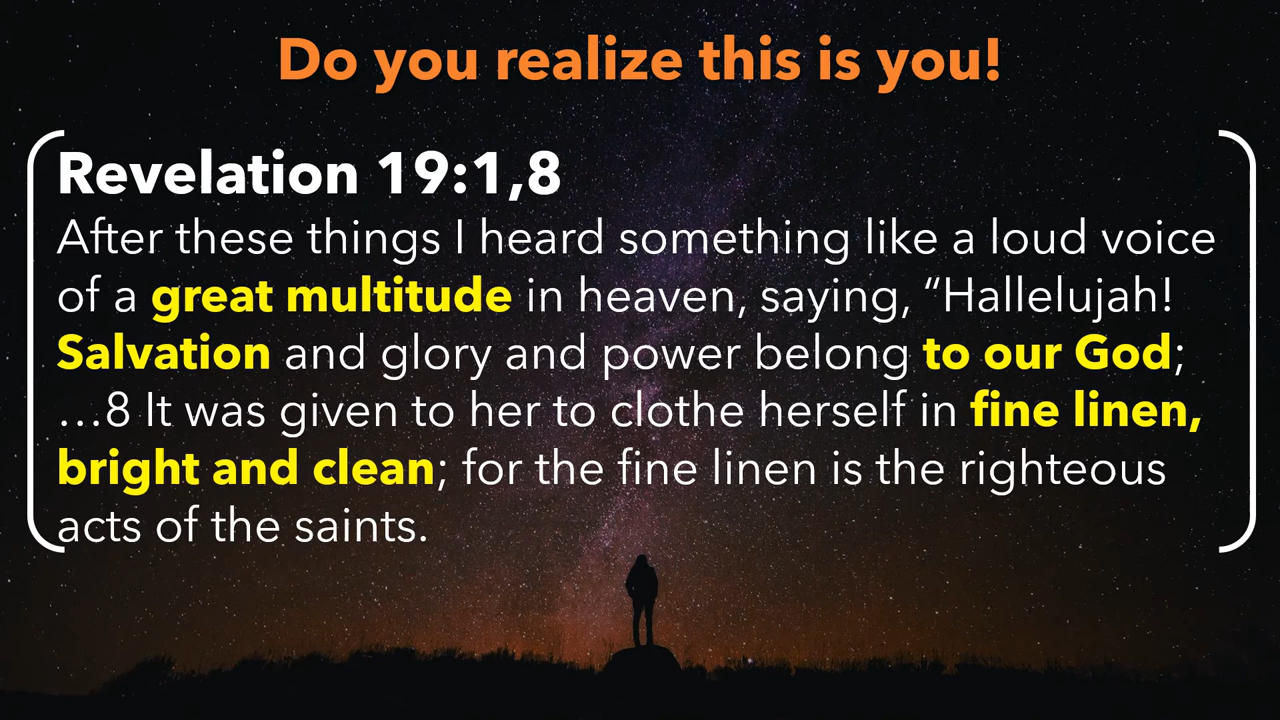 Do you realize this is you!
Revelation 19:1,8
After these things I heard something like a loud voice
of a great multitude in heaven, saying, “Hallelujah!
Salvation and glory and power belong to our God;
…8 It was given to her to clothe herself in fine linen,
bright and clean; for the fine linen is the righteous
acts of the saints.